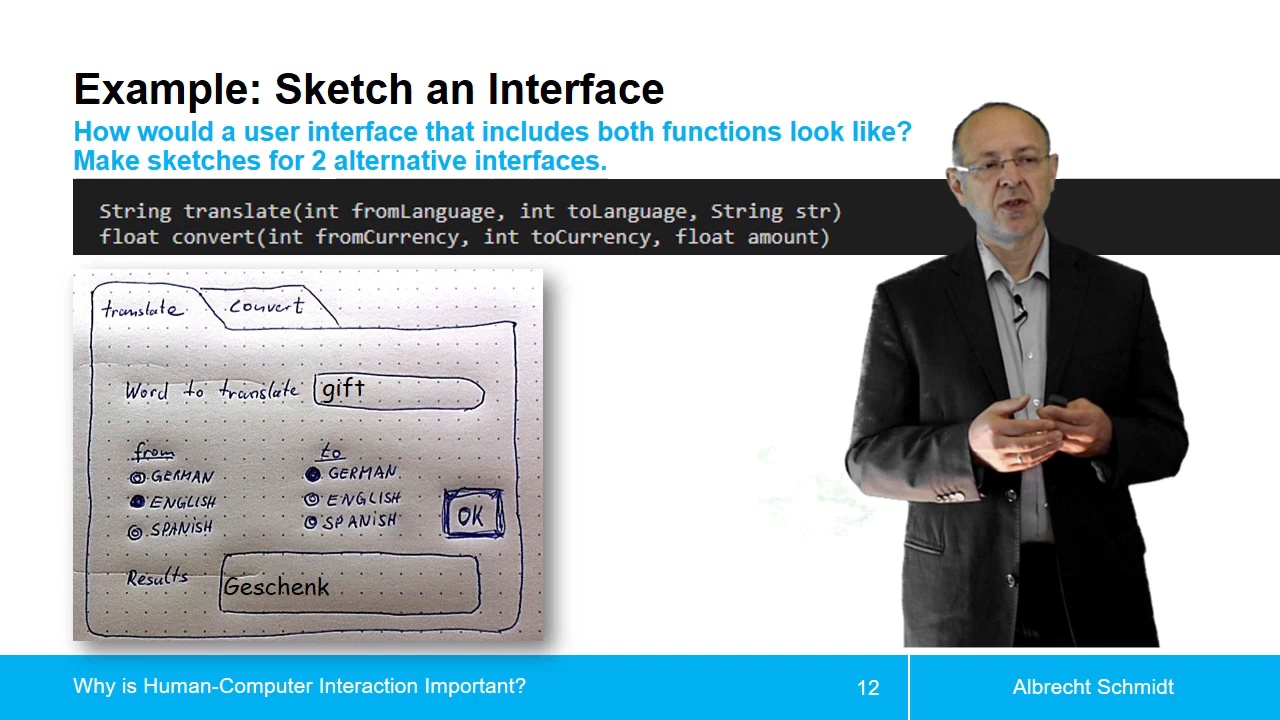 Example: Sketch an Interface
How would a user interface that includes both functions look like?
Make sketches for 2 alternative interfaces.
String translate(int fromLanguage, int toLanguage, String str)
float convert(int fromCurrency, int toCurrency, float amount)
translate convert
Word to translate gift
from to
GERMAN GERMAN
ENGLISH ENGLISH
SPANISH SPANISH
OK
Results Geschenk
Why is Human-Computer Interaction Important? 12 Albrecht Schmidt